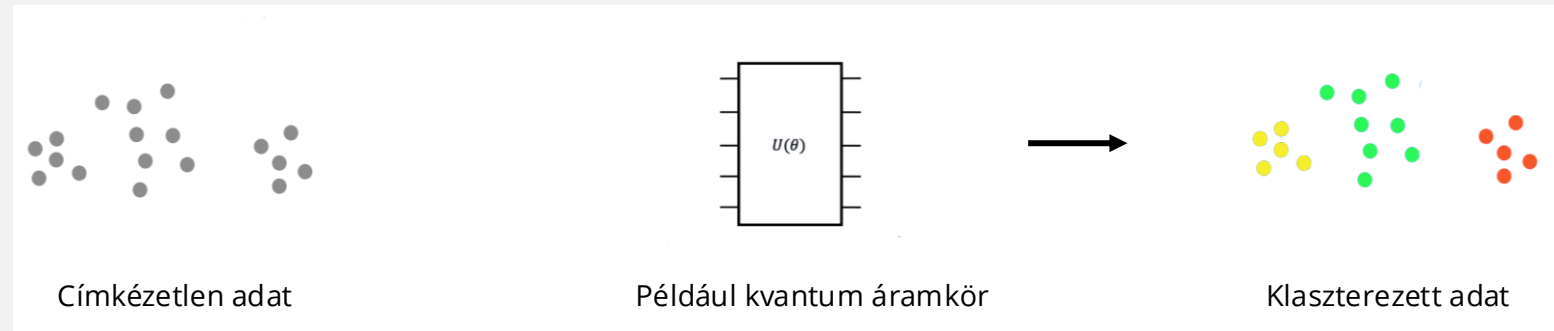 U(θ)
Címkézetlen adat
Például kvantum áramkör
Klaszterezett adat